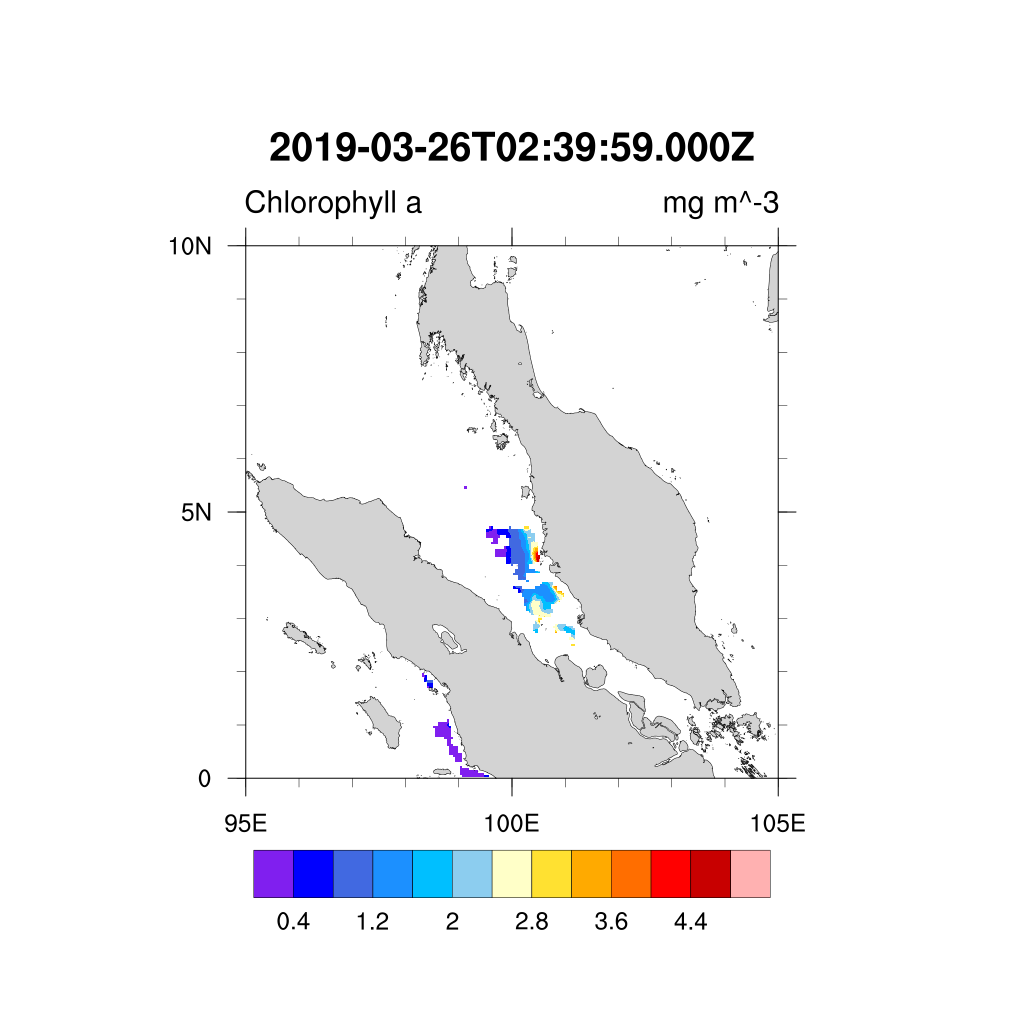 2019-03-26T02:39:59.000Z
Chlorophyll a mg m^-3
10N
5N
0
95E 100E 105E
0.4 1.2 2 2.8 3.6 4.4